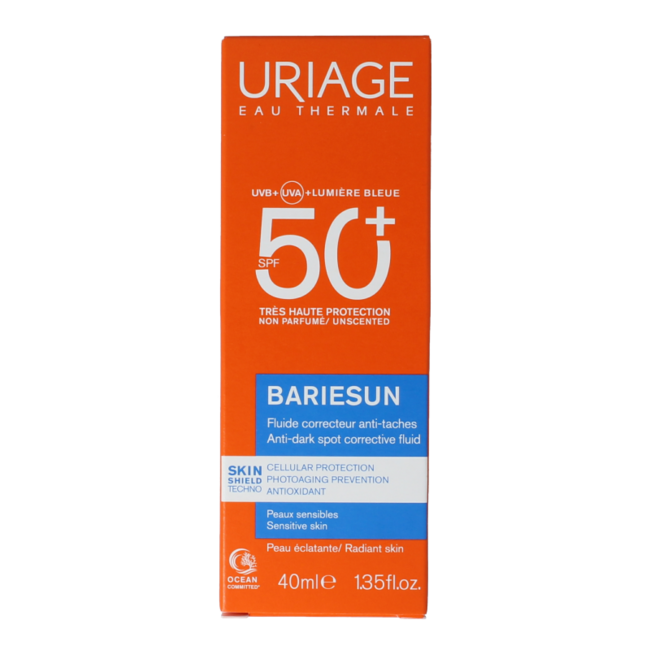 URIAGE
EAU THERMALE
UVB+ UVA +LUMIÈRE BLEUE
SPF 50+
TRÈS HAUTE PROTECTION
NON PARFUMÉ/ UNSCENTED
BARIESUN
Fluide correcteur anti-taches
Anti-dark spot corrective fluid
SKIN
SHIELD
TECHNO
CELLULAR PROTECTION
PHOTOAGING PREVENTION
ANTIOXIDANT
Peaux sensibles
Sensitive skin
Peau éclatante/ Radiant skin
OCEAN
COMMITTED*
40ml℮ 1.35fl.oz.